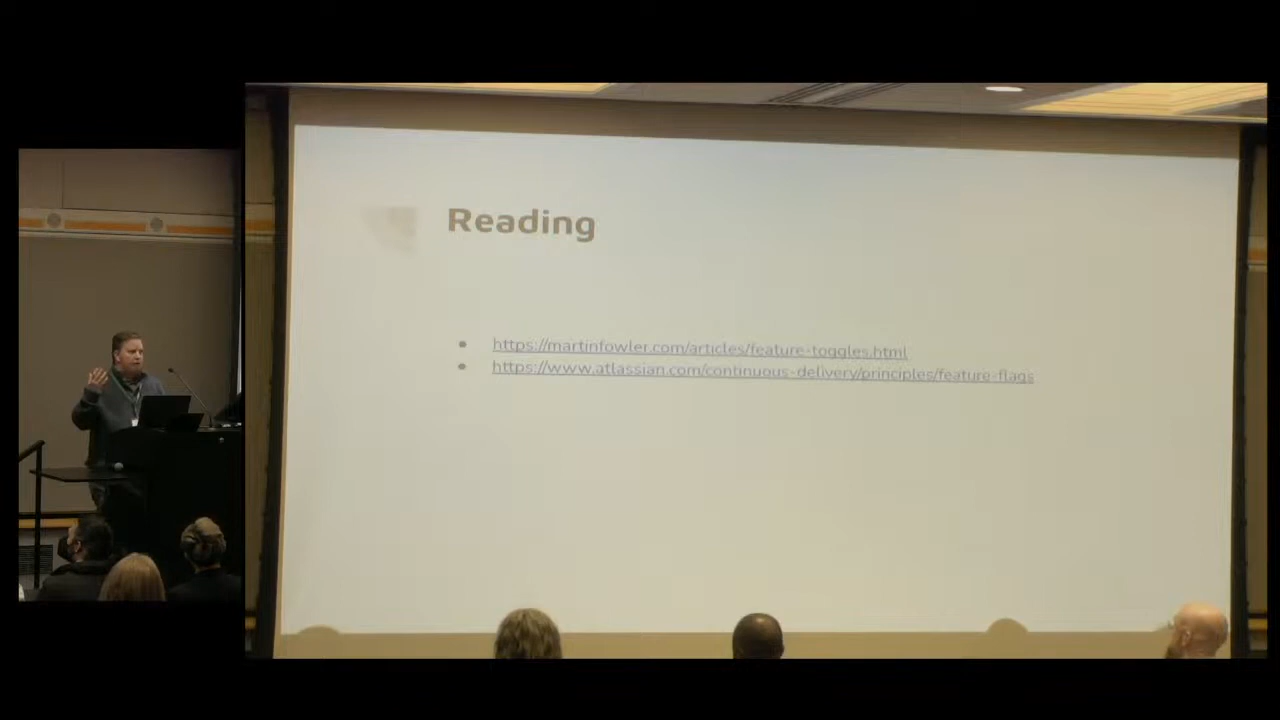 Reading
https://martinfowler.com/articles/feature-toggles.html
https://www.atlassian.com/continuous-delivery/principles/feature-flags